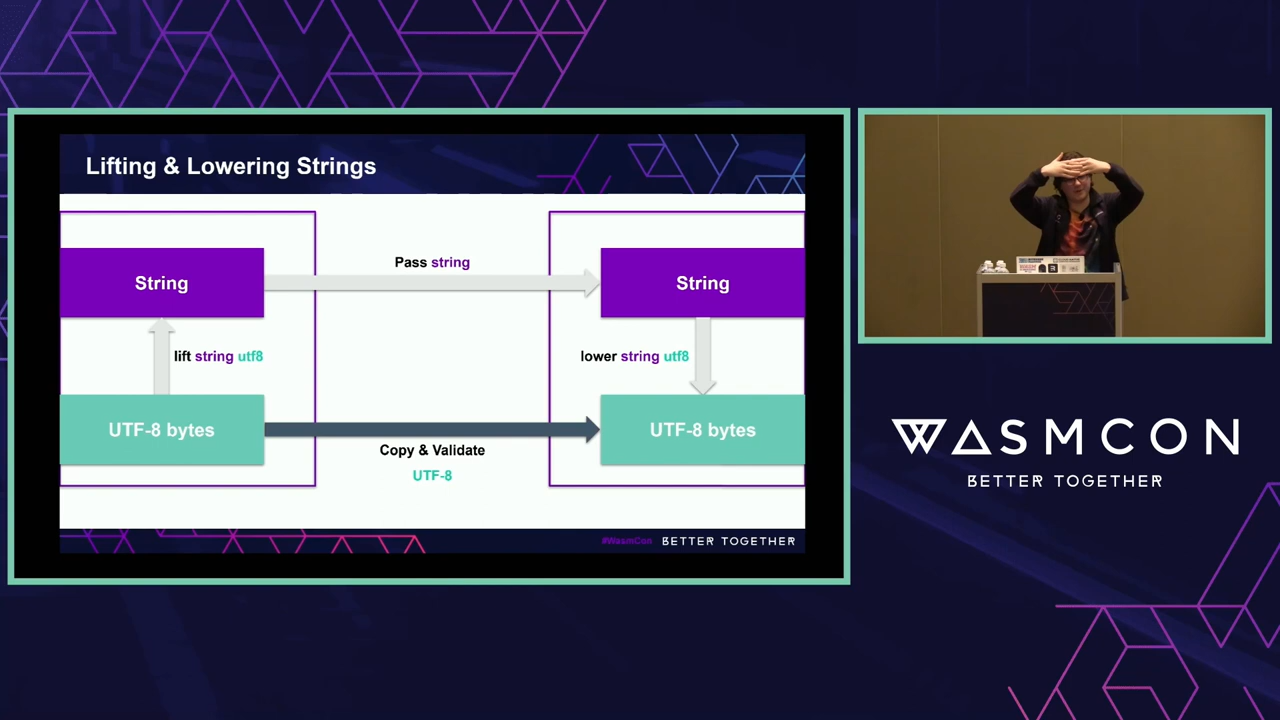 Lifting & Lowering Strings
String
Pass string
String
lift string utf8
lower string utf8
UTF-8 bytes
Copy & Validate
UTF-8
UTF-8 bytes
#WasmCon BETTER TOGETHER
WASMCON
BETTER TOGETHER